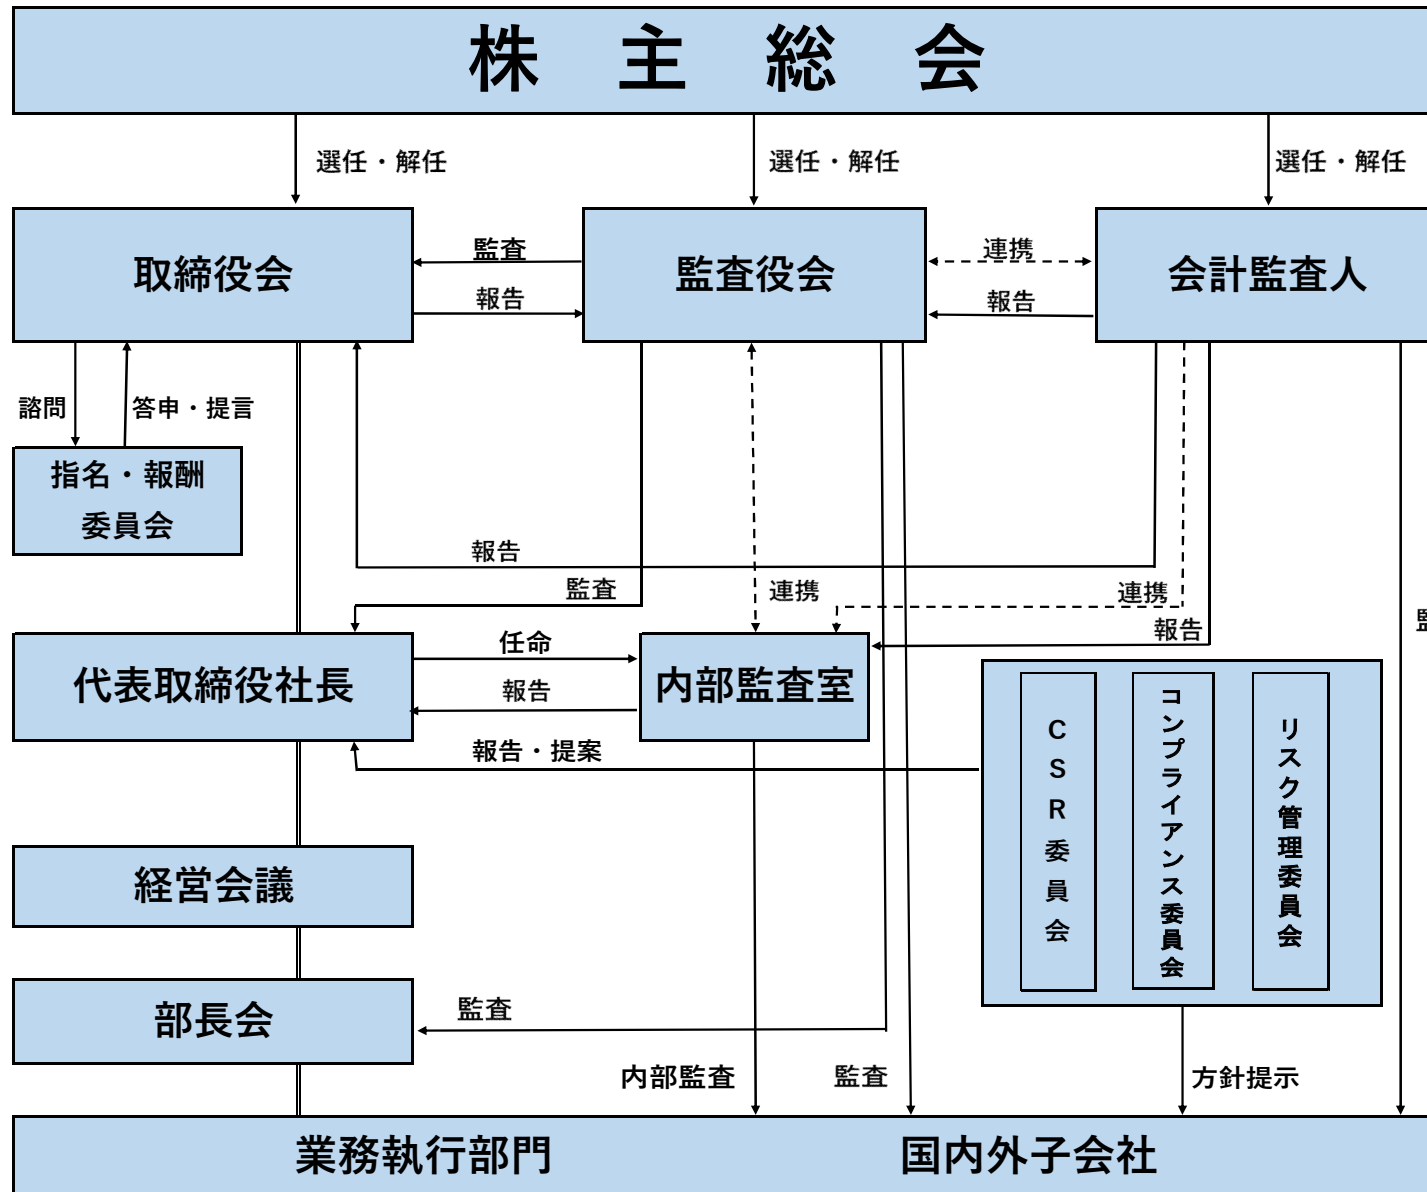 株主総会
選任・解任
選任・解任
選任・解任
取締役会
監査
報告
監査役会
連携
報告
会計監査人
諮問
答申・提言
指名・報酬
委員会
報告
監査
連携
連携
報告
監
代表取締役社長
任命
報告
内部監査室
報告・提案
CSR委員会
コンプライアンス委員会
リスク管理委員会
経営会議
部長会
監査
内部監査
監査
方針提示
業務執行部門
国内外子会社